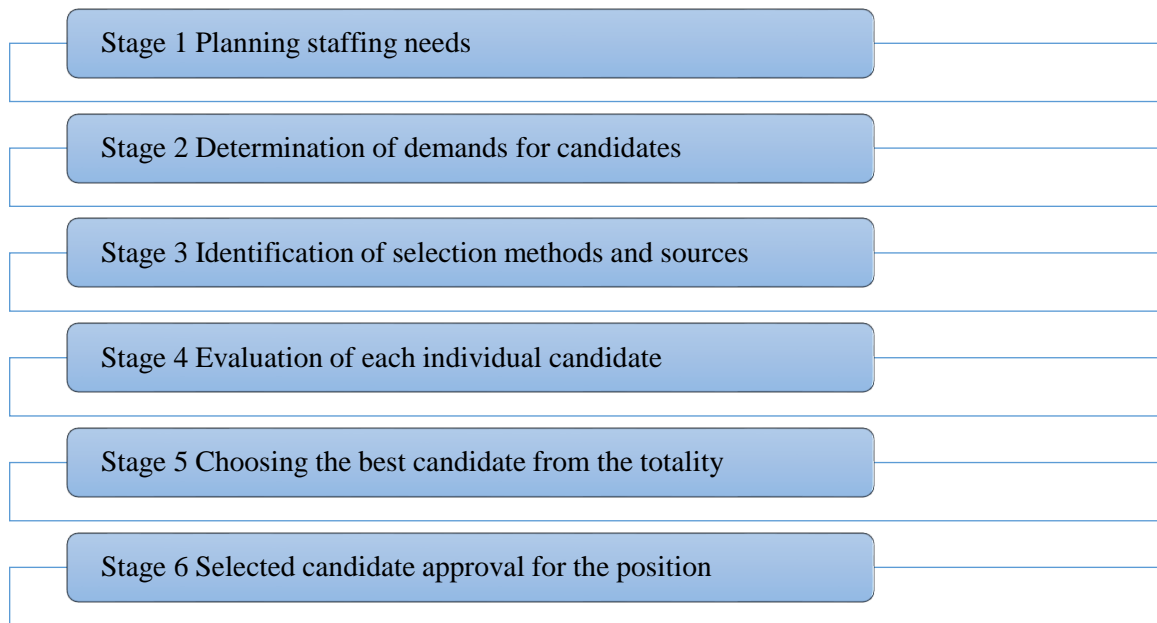 Stage 1 Planning staffing needs
Stage 2 Determination of demands for candidates
Stage 3 Identification of selection methods and sources
Stage 4 Evaluation of each individual candidate
Stage 5 Choosing the best candidate from the totality
Stage 6 Selected candidate approval for the position